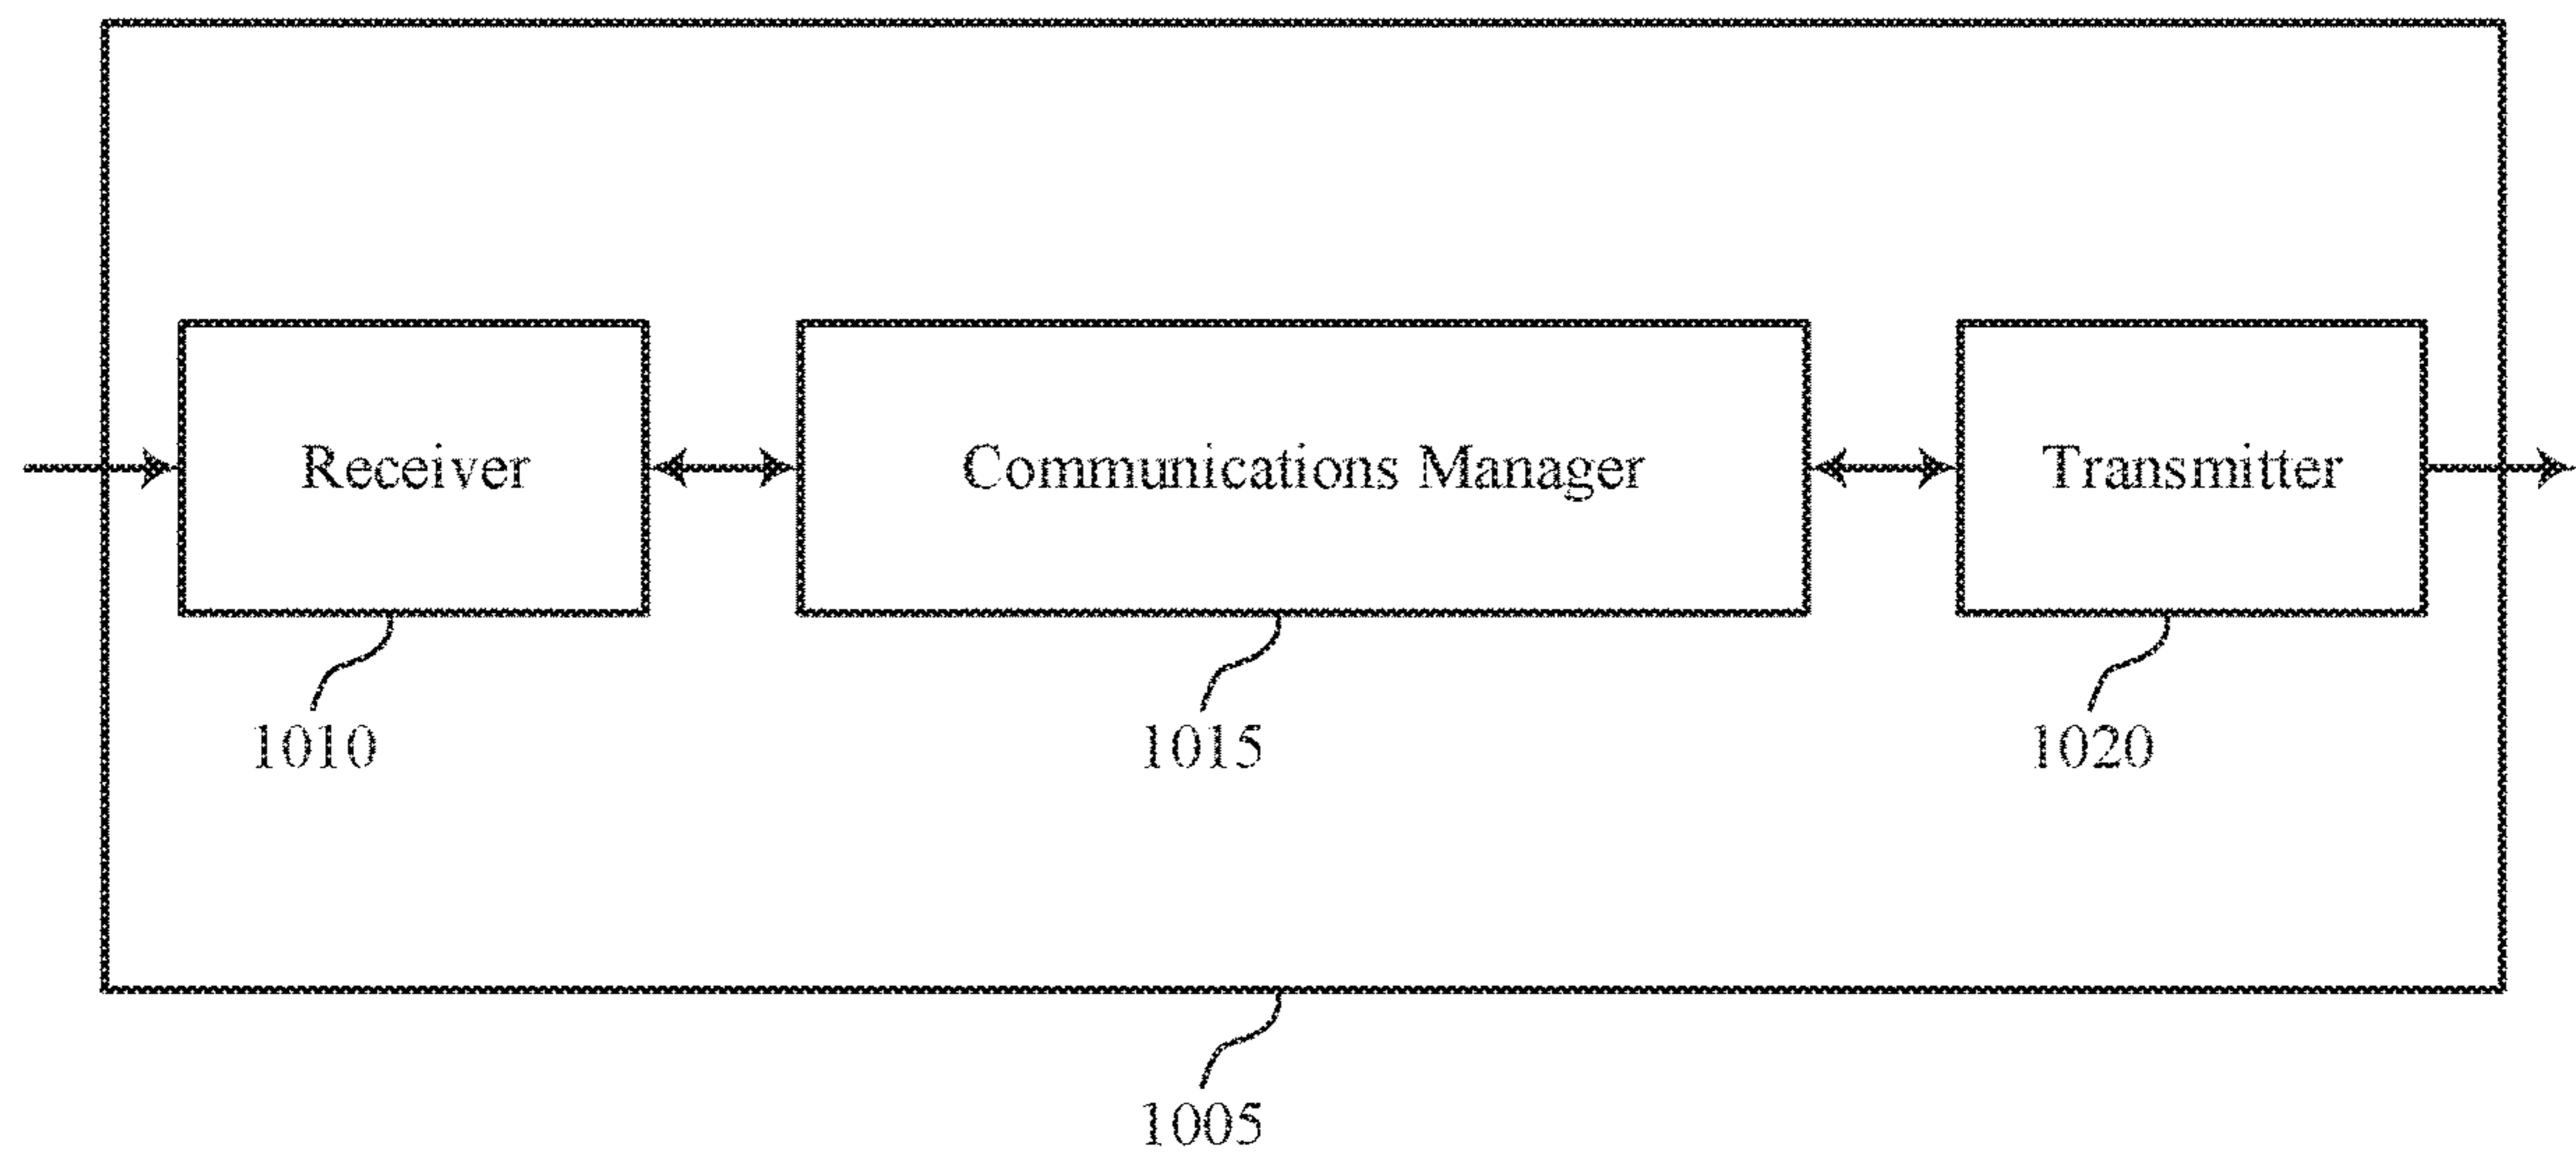 Receiver
Communications Manager
Transmitter
1010
1015
1020
1005